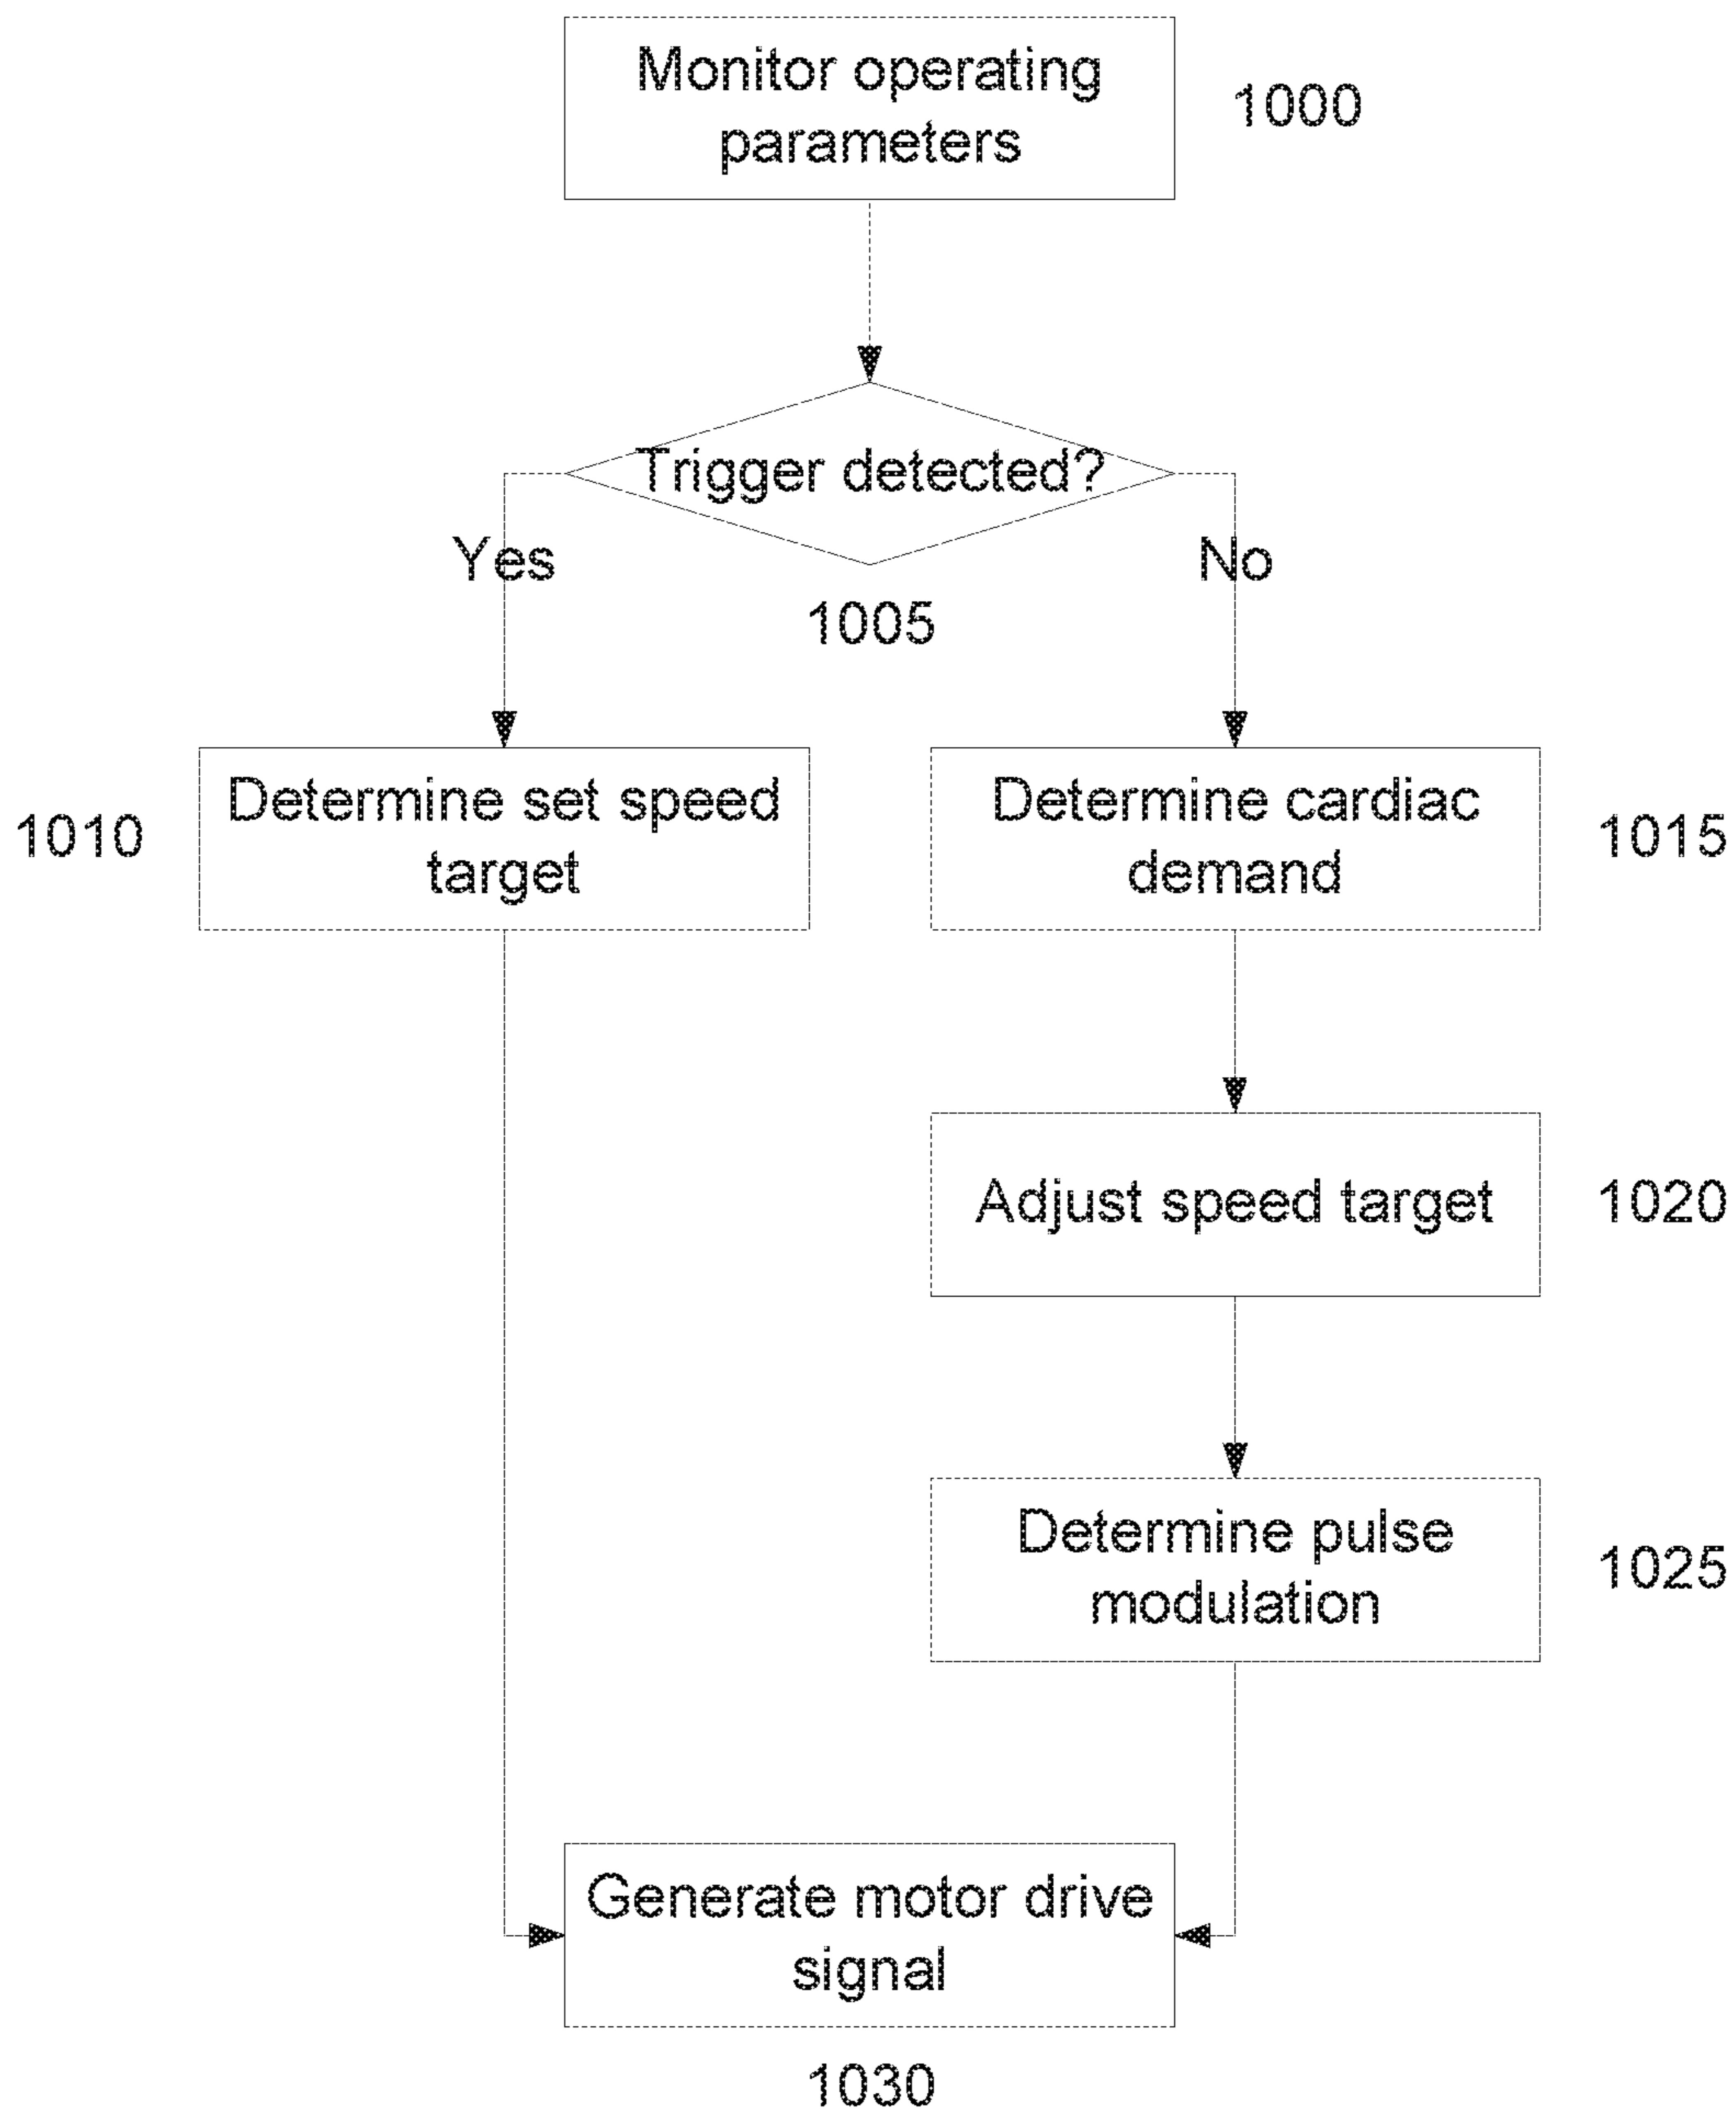 Monitor operating
parameters
1000
Trigger detected?
Yes
No
1005
Determine set speed
target
1010
Determine cardiac
demand
1015
Adjust speed target
1020
Determine pulse
modulation
1025
Generate motor drive
signal
1030